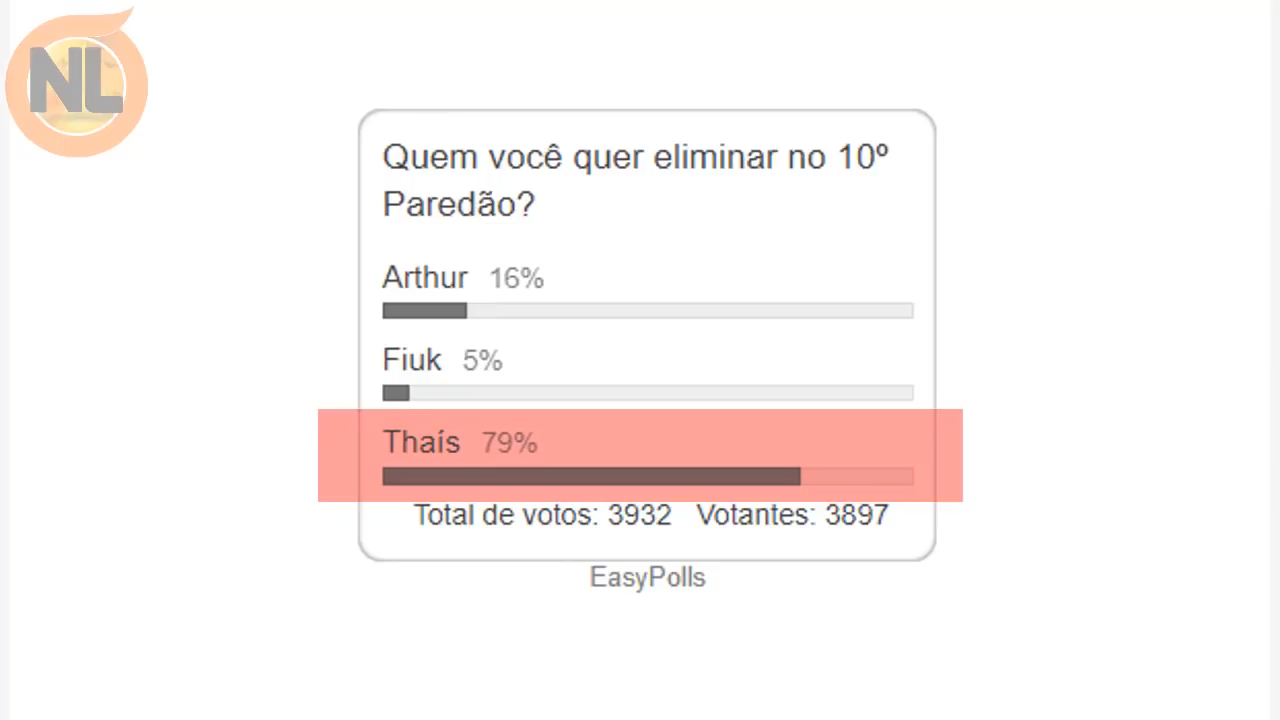 NL
Quem você quer eliminar no 10º
Paredão?
Arthur 16%
Fiuk 5%
Thaís 79%
Total de votos: 3932 Votantes: 3897
EasyPolls